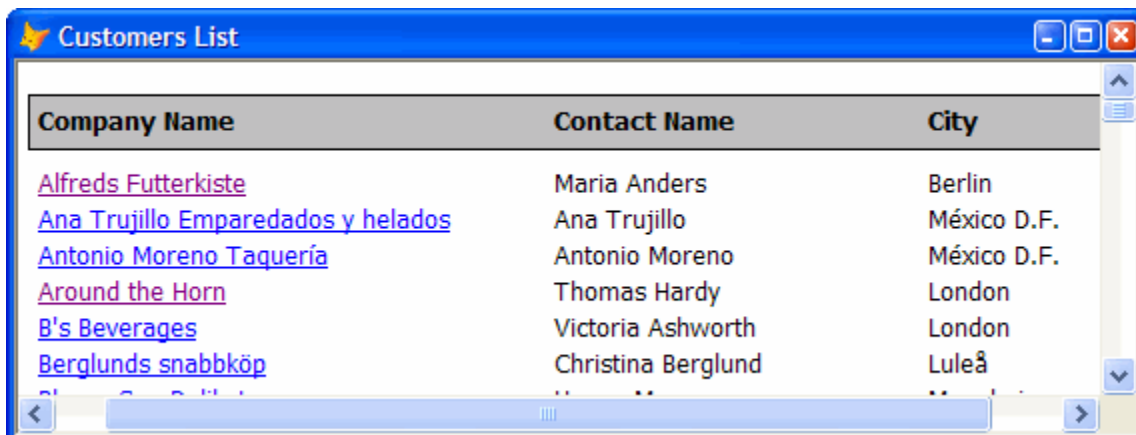 Customers List
Company Name Contact Name City
Alfreds Futterkiste Maria Anders Berlin
Ana Trujillo Emparedados y helados Ana Trujillo México D.F.
Antonio Moreno Taquería Antonio Moreno México D.F.
Around the Horn Thomas Hardy London
B's Beverages Victoria Ashworth London
Berglunds snabbköp Christina Berglund Luleå